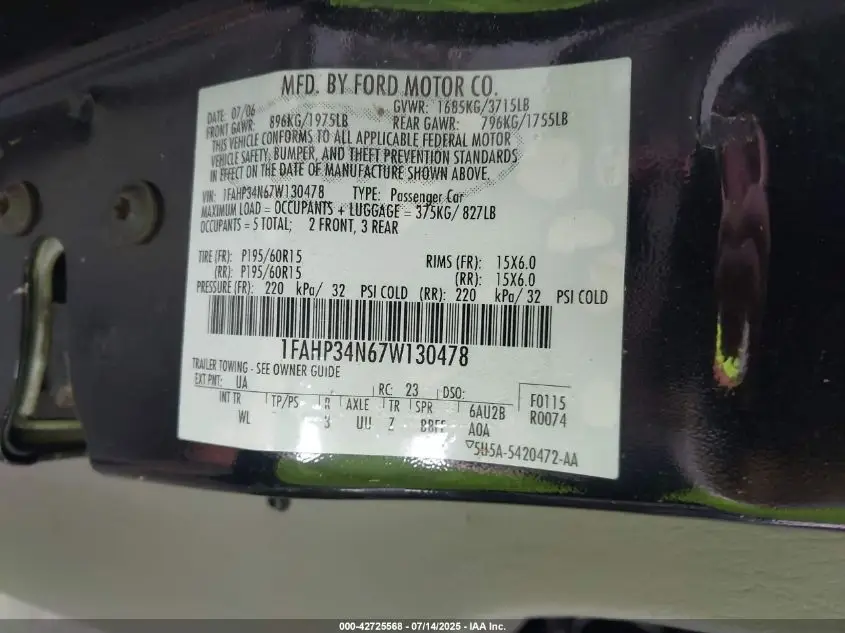 MFD. BY FORD MOTOR CO.
DATE: 07/06 GVWR: 1685KG/3715LB
FRONT GAWR: 896KG/1975LB REAR GAWR: 796KG/1755LB
THIS VEHICLE CONFORMS TO ALL APPLICABLE FEDERAL MOTOR
VEHICLE SAFETY, BUMPER, AND THEFT PREVENTION STANDARDS
IN EFFECT ON THE DATE OF MANUFACTURE SHOWN ABOVE.
VIN: 1FAHP34N67W130478 TYPE: Passenger Car
MAXIMUM LOAD = OCCUPANTS + LUGGAGE = 375KG/ 827LB
OCCUPANTS = 5 TOTAL; 2 FRONT, 3 REAR
TIRE (FR): P195/60R15 RIMS (FR): 15X6.0
(RR): P195/60R15 (RR): 15X6.0
PRESSURE (FR): 220 kPa/ 32 PSI COLD (RR): 220 kPa/ 32 PSI COLD
1FAHP34N67W130478
TRAILER TOWING - SEE OWNER GUIDE
EXT PNT: UA RC: 23 DSO:
INT TR TP/PS R AXLE TR SPR 6AU2B F0115
WL 3 UU Z BBFF A0A R0074
5U5A-5420472-AA
000-42725568 - 07/14/2025 - IAA Inc.